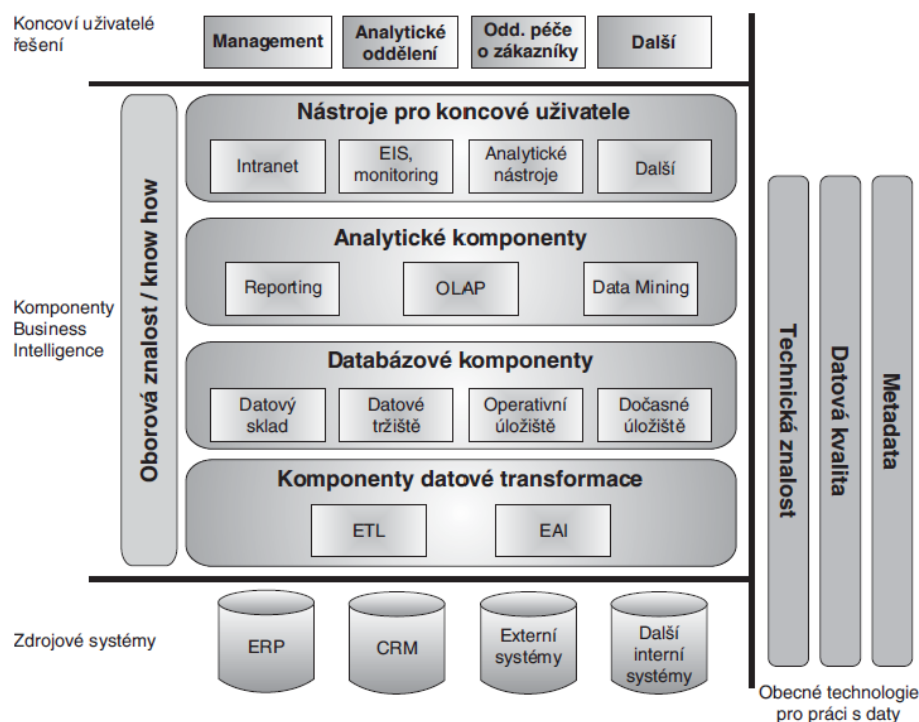 Koncoví uživatelé
řešení
Management
Analytické
oddělení
Odd. péče
o zákazníky
Další
Nástroje pro koncové uživatele
Intranet
EIS,
monitoring
Analytické
nástroje
Další
Analytické komponenty
Reporting
OLAP
Data Mining
Komponenty
Business
Intelligence
Oborová znalost / know how
Databázové komponenty
Datový
sklad
Datové
tržiště
Operativní
úložiště
Dočasné
úložiště
Komponenty datové transformace
ETL
EAI
Zdrojové systémy
ERP
CRM
Externí
systémy
Další
interní
systémy
Technická znalost
Datová kvalita
Metadata
Obecné technologie
pro práci s daty